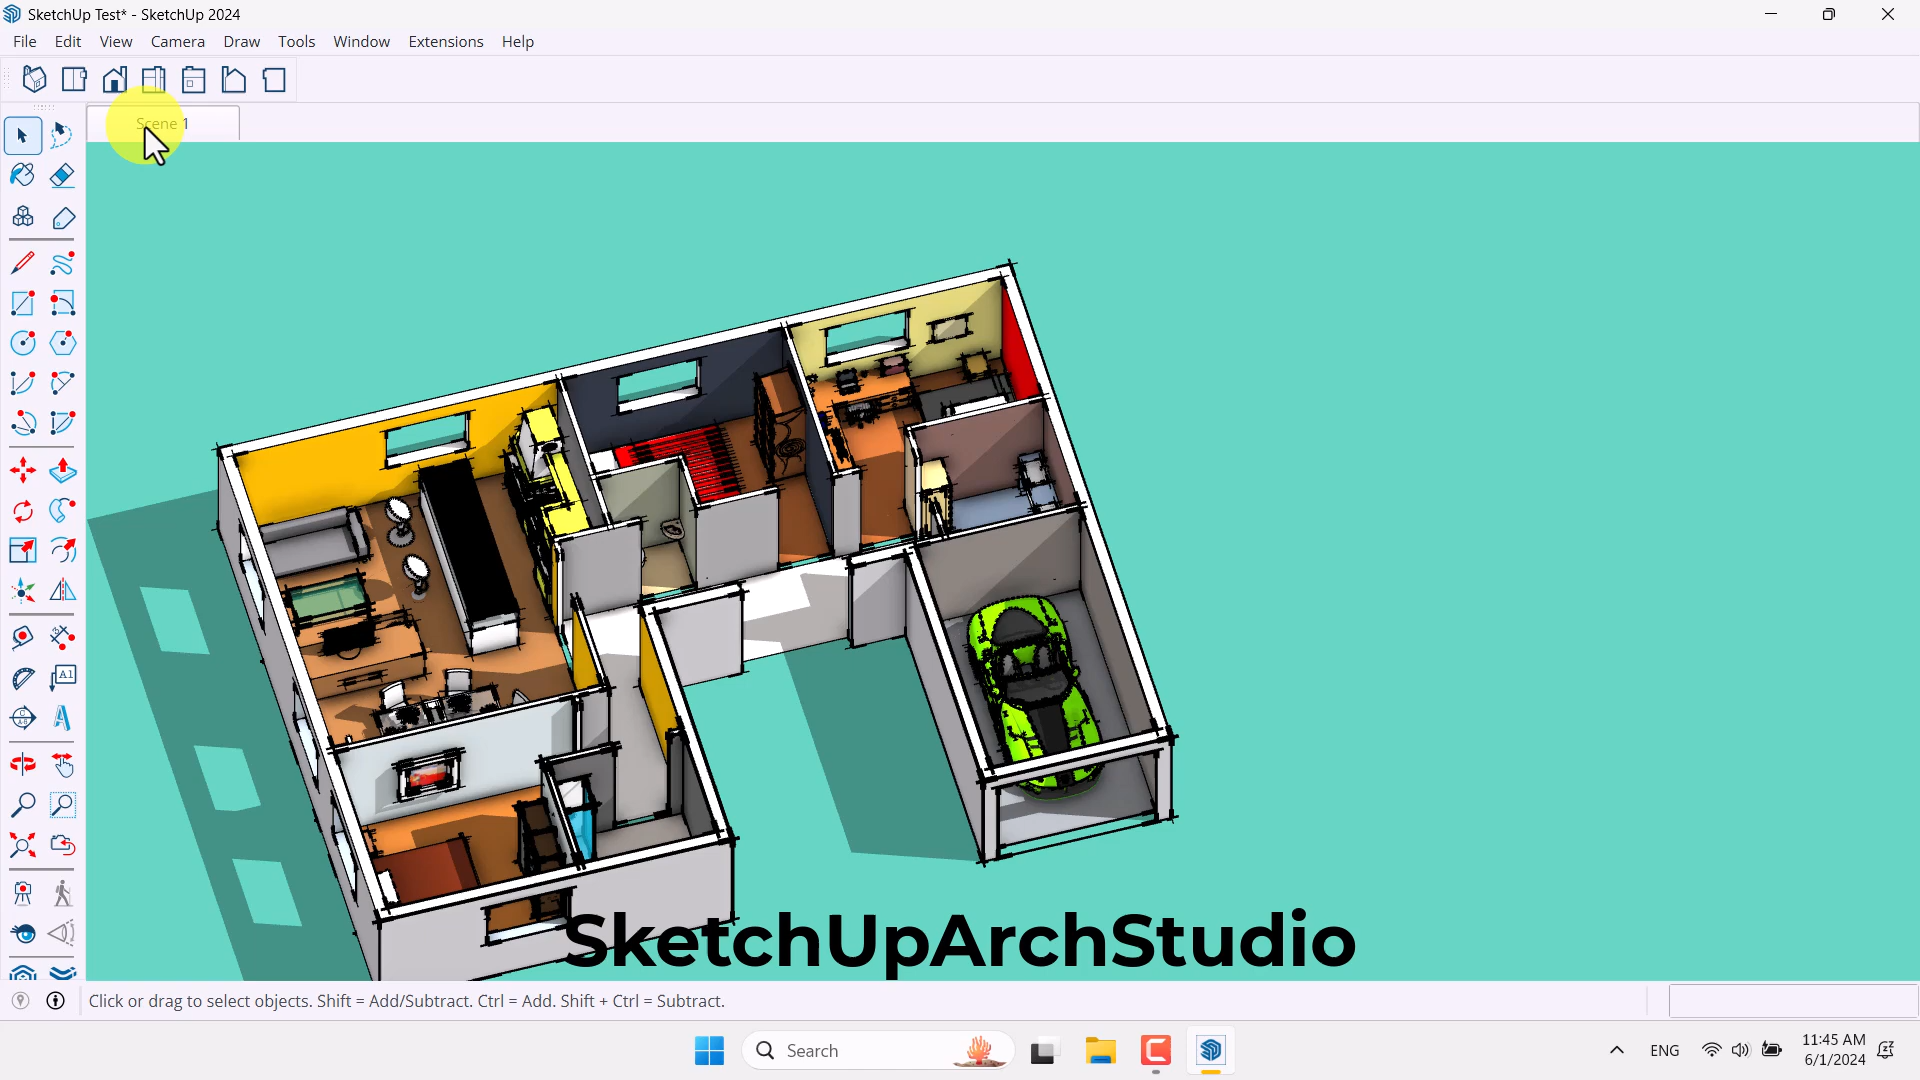 SketchUp Test* - SketchUp 2024
File Edit View Camera Draw Tools Window Extensions Help
Scene 1
A1
SketchUpArchStudio
Click or drag to select objects. Shift = Add/Subtract. Ctrl = Add. Shift + Ctrl = Subtract.
Search
ENG
11:45 AM
6/1/2024